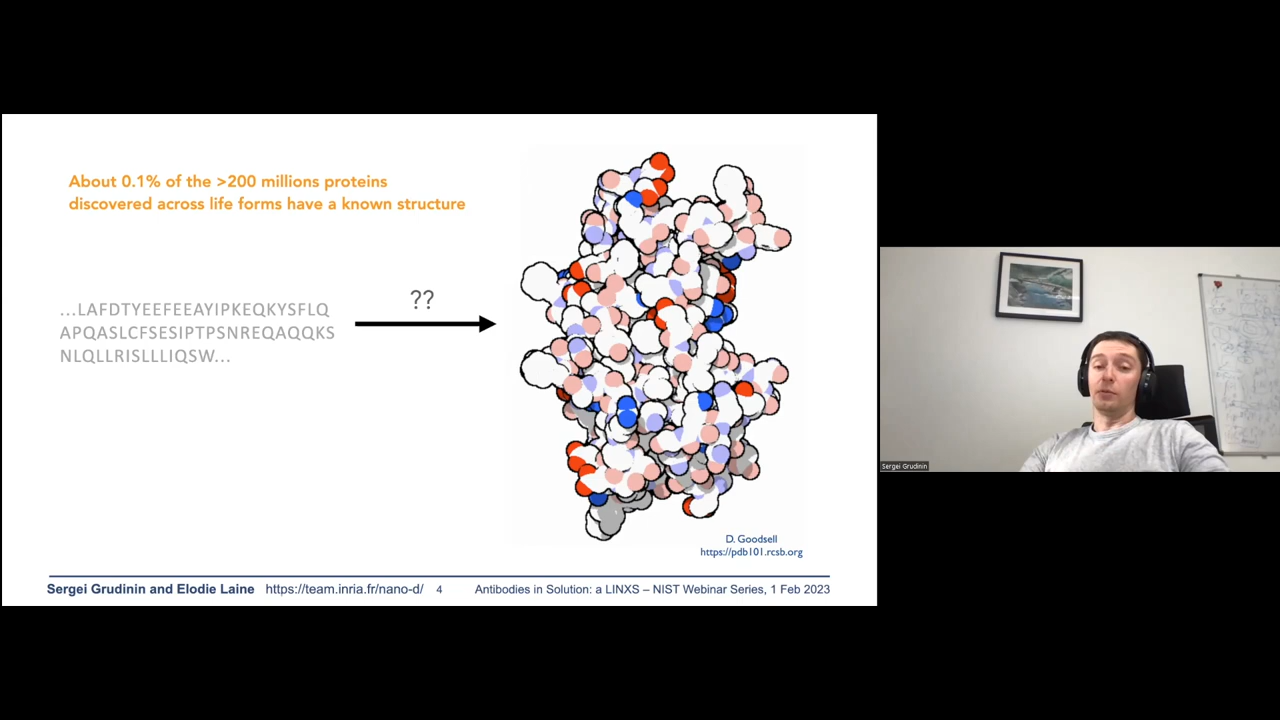 About 0.1% of the >200 millions proteins
discovered across life forms have a known structure
...LAFDTYEEFEEAYIPKEQKYSFLQ
APQASLCFSESIPTPSNREQAQQKS
NLQLLRISLLLIQSW...
??
D. Goodsell
https://pdb101.rcsb.org
Sergei Grudinin and Elodie Laine https://team.inria.fr/nano-d/ 4 Antibodies in Solution: a LINXS – NIST Webinar Series, 1 Feb 2023
Sergei Grudinin